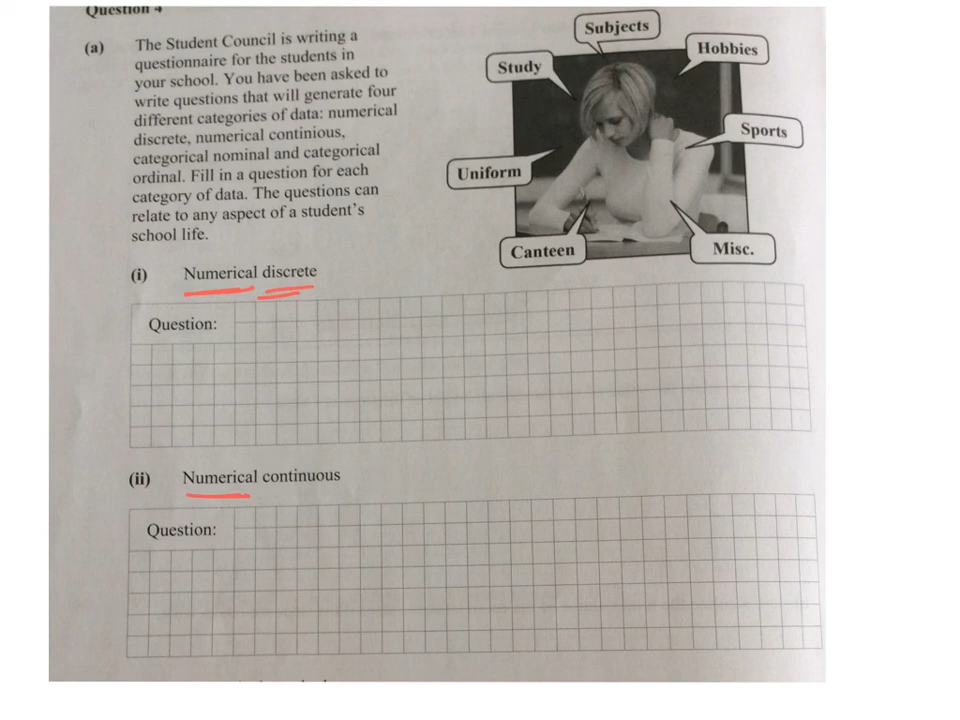 Question 4
(a) The Student Council is writing a
questionnaire for the students in
your school. You have been asked to
write questions that will generate four
different categories of data: numerical
discrete, numerical continious,
categorical nominal and categorical
ordinal. Fill in a question for each
category of data. The questions can
relate to any aspect of a student's
school life.
Subjects
Hobbies
Study
Sports
Uniform
Canteen
Misc.
(i) Numerical discrete
Question:
(ii) Numerical continuous
Question: